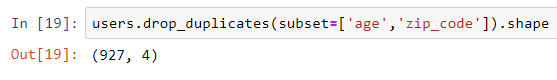 In [19]: users.drop_duplicates(subset=['age','zip_code']).shape
Out[19]: (927, 4)